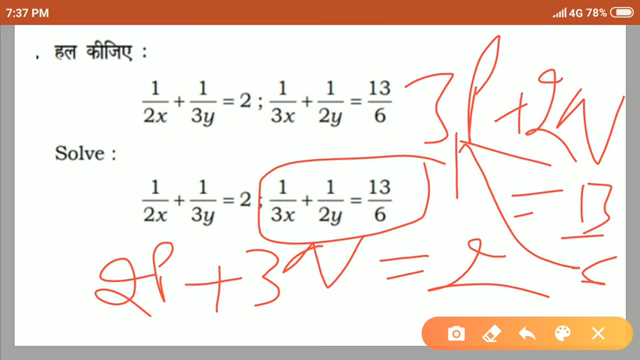 7:37 PM 4G 78%
. हल कीजिए :
1/2x + 1/3y = 2 ; 1/3x + 1/2y = 13/6
Solve :
1/2x + 1/3y = 2 ; 1/3x + 1/2y = 13/6
3P + 2V
= 13/6
2P + 3V = 2